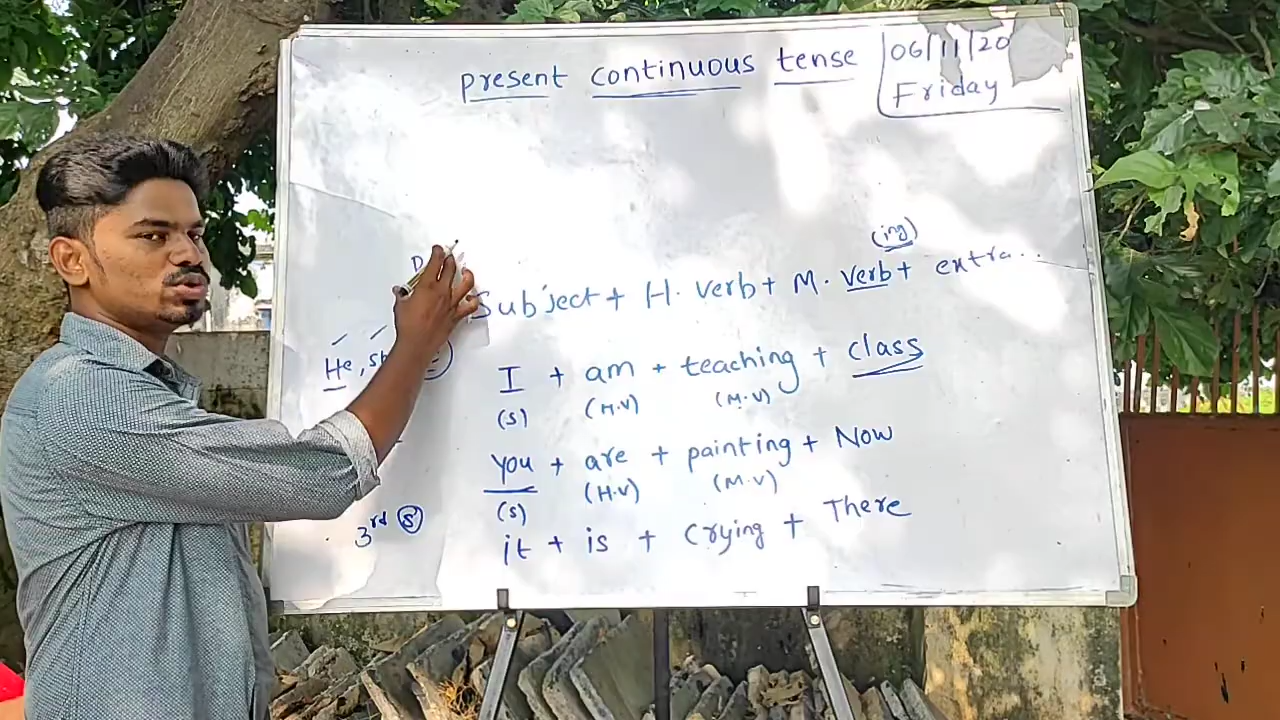 present continuous tense
06/11/20
Friday
(ing)
Subject + H. verb + M. verb + extra..
He,
I + am + teaching + class
(S) (H.V) (M.V)
you + are + painting + Now
(S) (H.V) (M.V)
3rd S
it + is + crying + There